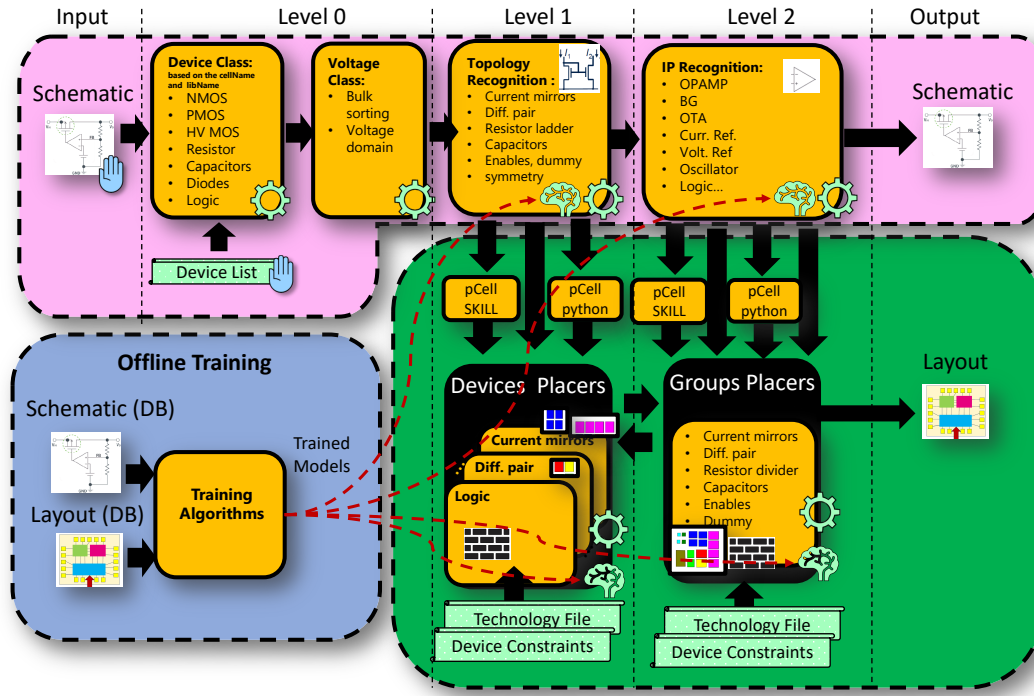 Input
Level 0
Level 1
Level 2
Output
Schematic
Device Class:
based on the cellName
and libName
• NMOS
• PMOS
• HV MOS
• Resistor
• Capacitors
• Diodes
• Logic
Device List
Voltage
Class:
• Bulk
sorting
• Voltage
domain
Topology
Recognition :
• Current mirrors
• Diff. pair
• Resistor ladder
• Capacitors
• Enables, dummy
• symmetry
IP Recognition:
• OPAMP
• BG
• OTA
• Curr. Ref.
• Volt. Ref
• Oscillator
• Logic...
Schematic
pCell
SKILL
pCell
python
pCell
SKILL
pCell
python
Offline Training
Schematic (DB)
Layout (DB)
Training
Algorithms
Trained
Models
Devices Placers
Current mirrors
Diff. pair
Logic
Groups Placers
• Current mirrors
• Diff. pair
• Resistor divider
• Capacitors
• Enables
• Dummy
Layout
Technology File
Device Constraints
Technology File
Device Constraints